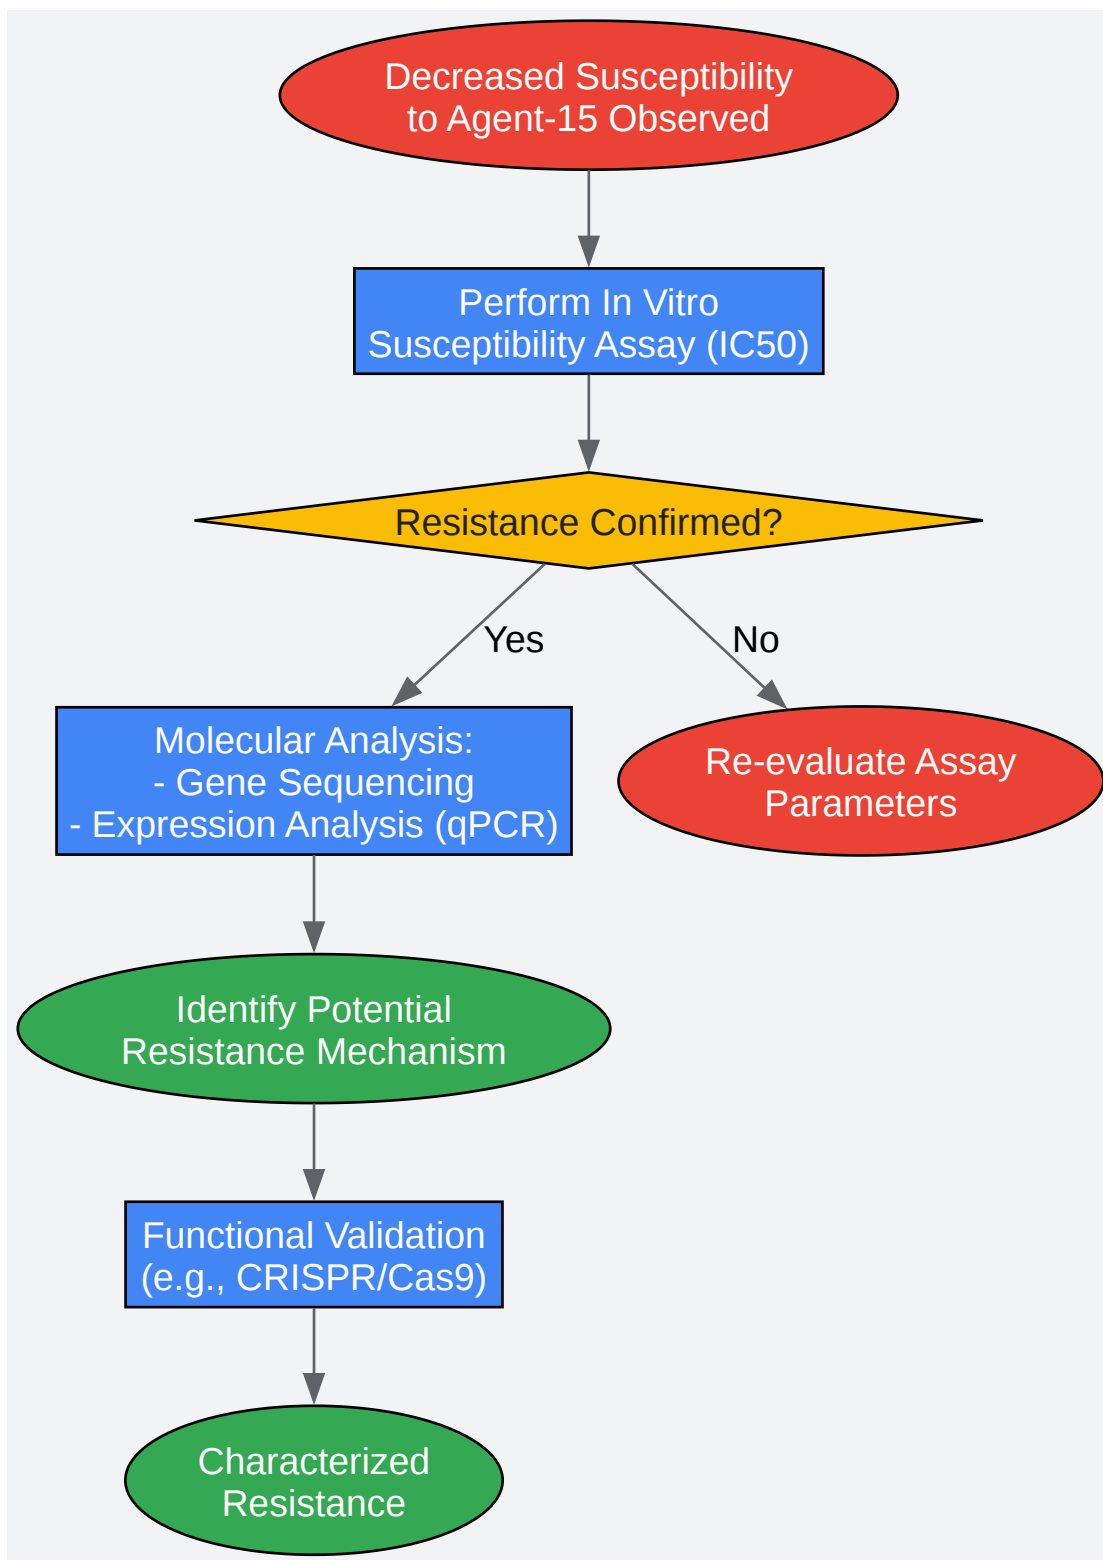 Decreased Susceptibility
to Agent-15 Observed
Perform In Vitro
Susceptibility Assay (IC50)
Resistance Confirmed?
Yes
No
Molecular Analysis:
- Gene Sequencing
- Expression Analysis (qPCR)
Re-evaluate Assay
Parameters
Identify Potential
Resistance Mechanism
Functional Validation
(e.g., CRISPR/Cas9)
Characterized
Resistance